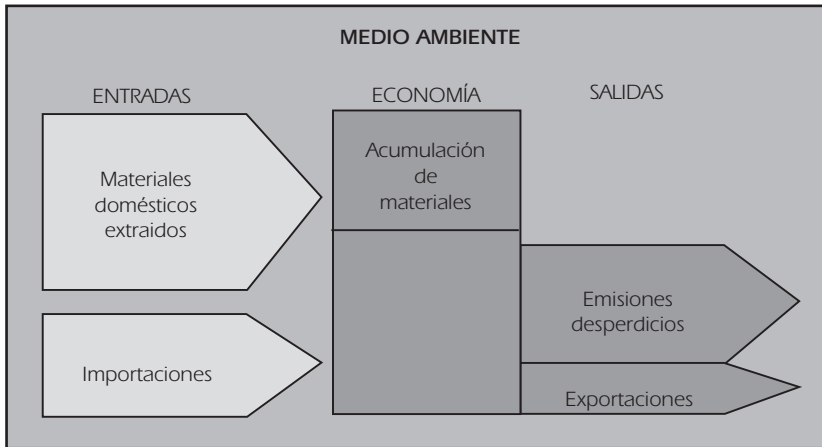 MEDIO AMBIENTE
ENTRADAS
ECONOMÍA
SALIDAS
Materiales
domésticos
extraidos
Acumulación
de
materiales
Emisiones
desperdicios
Importaciones
Exportaciones